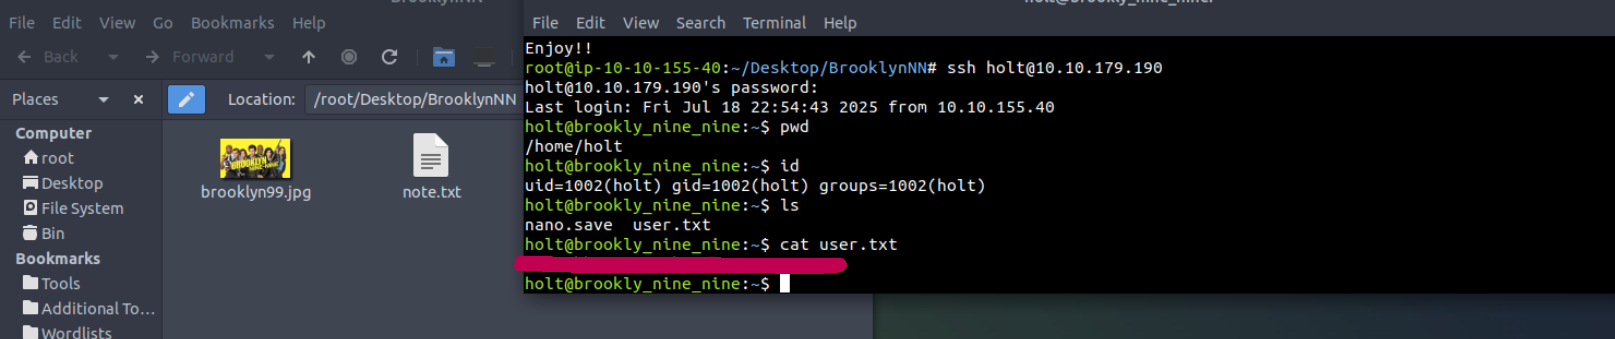 File Edit View Go Bookmarks Help
Back Forward
Places Location: /root/Desktop/BrooklynNN
Computer
root
Desktop
File System
Bin
Bookmarks
Tools
Additional To...
Wordlists
BROOKLYN
brooklyn99.jpg note.txt
File Edit View Search Terminal Help
Enjoy!!
root@ip-10-10-155-40:~/Desktop/BrooklynNN# ssh holt@10.10.179.190
holt@10.10.179.190's password:
Last login: Fri Jul 18 22:54:43 2025 from 10.10.155.40
holt@brookly_nine_nine:~$ pwd
/home/holt
holt@brookly_nine_nine:~$ id
uid=1002(holt) gid=1002(holt) groups=1002(holt)
holt@brookly_nine_nine:~$ ls
nano.save user.txt
holt@brookly_nine_nine:~$ cat user.txt
holt@brookly_nine_nine:~$